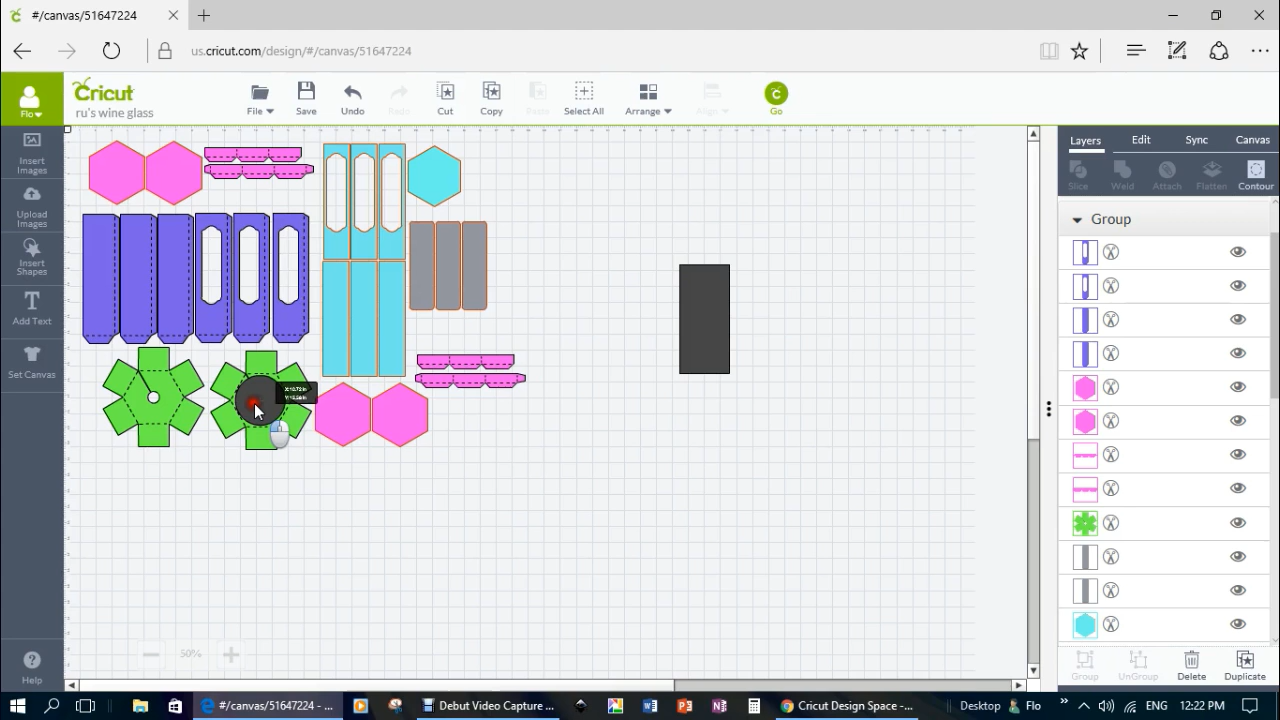 #/canvas/51647224
us.cricut.com/design/#/canvas/51647224
Flo
Cricut
ru's wine glass
File
Save
Undo
Redo
Cut
Copy
Paste
Select All
Arrange
Align
Go
Insert
Images
Upload
Images
Insert
Shapes
Add Text
Set Canvas
Help
50%
Layers
Edit
Sync
Canvas
Slice
Weld
Attach
Flatten
Contour
Group
Group
UnGroup
Delete
Duplicate
#/canvas/51647224 - ...
Debut Video Capture ...
Cricut Design Space -...
Desktop
Flo
12:22 PM